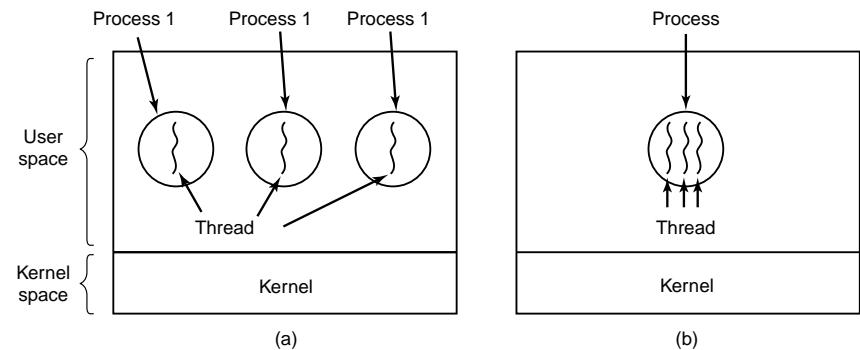 Process 1 Process 1 Process 1
Process
User
space
Thread
Thread
Kernel
space
Kernel
Kernel
(a)
(b)